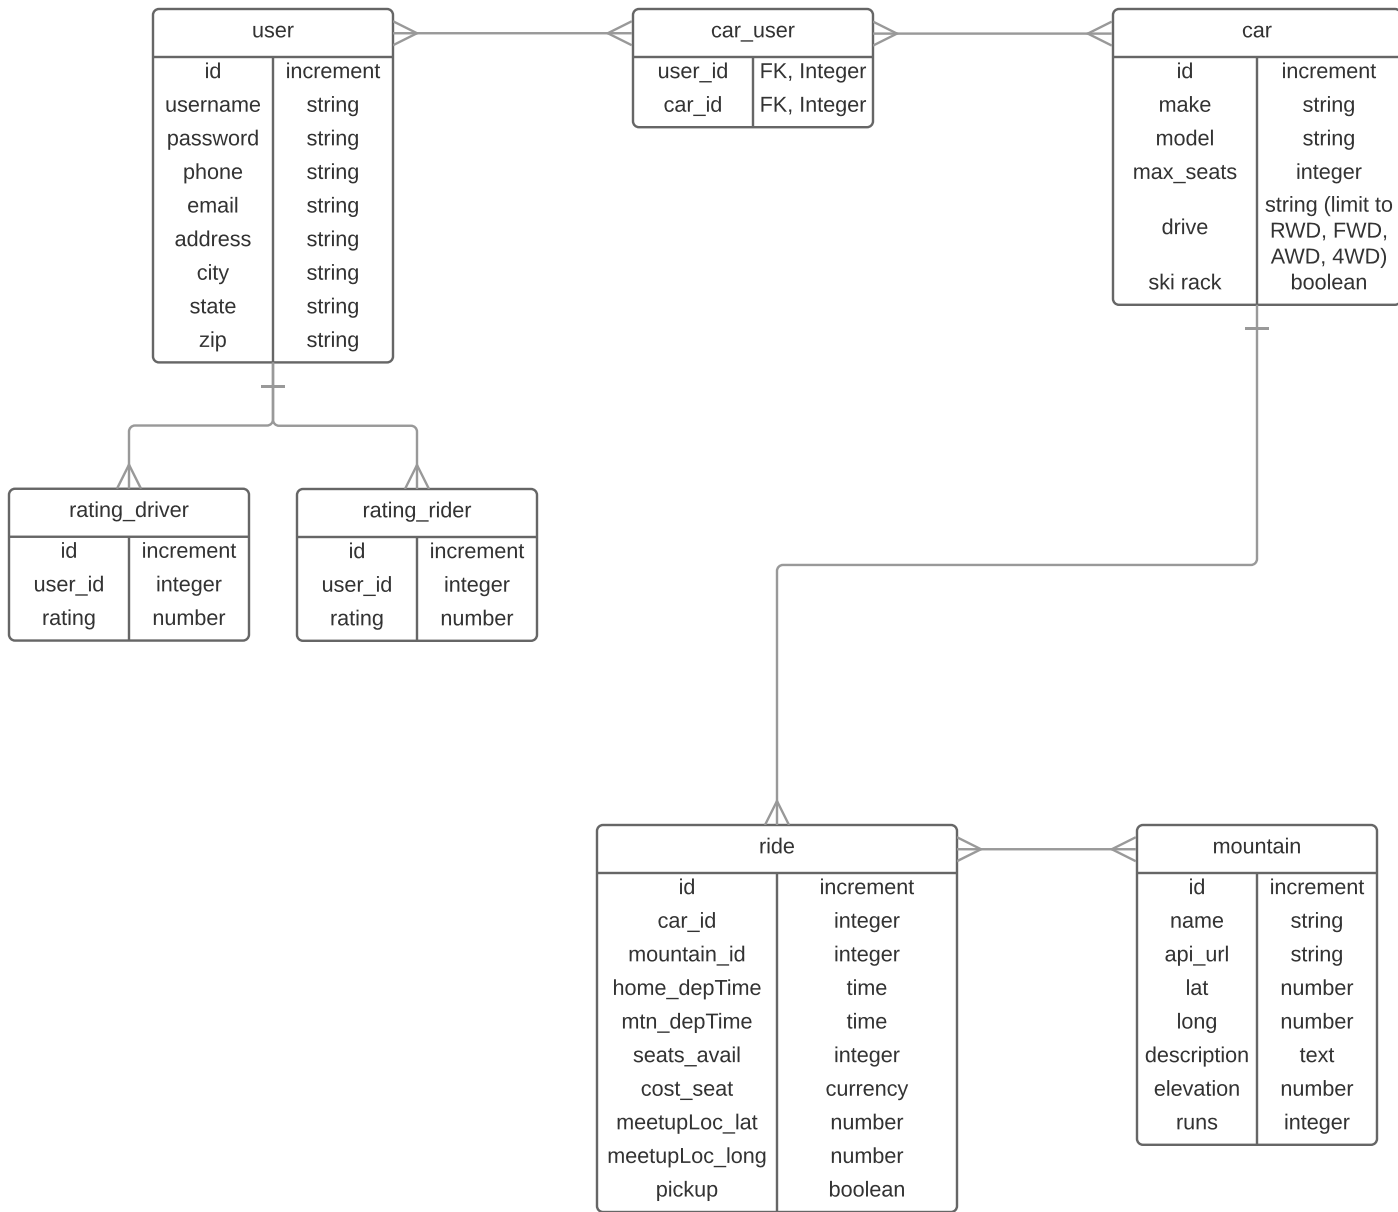 user
id increment
username string
password string
phone string
email string
address string
city string
state string
zip string
car_user
user_id FK, Integer
car_id FK, Integer
car
id increment
make string
model string
max_seats integer
drive string (limit to
RWD, FWD,
AWD, 4WD)
ski rack boolean
rating_driver
id increment
user_id integer
rating number
rating_rider
id increment
user_id integer
rating number
ride
id increment
car_id integer
mountain_id integer
home_depTime time
mtn_depTime time
seats_avail integer
cost_seat currency
meetupLoc_lat number
meetupLoc_long number
pickup boolean
mountain
id increment
name string
api_url string
lat number
long number
description text
elevation number
runs integer